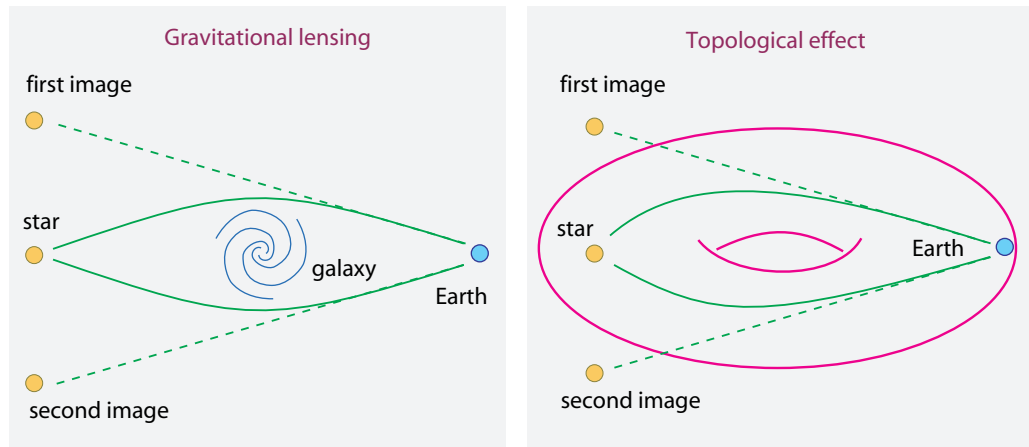 Gravitational lensing
first image
star
galaxy
Earth
second image
Topological effect
first image
star
Earth
second image